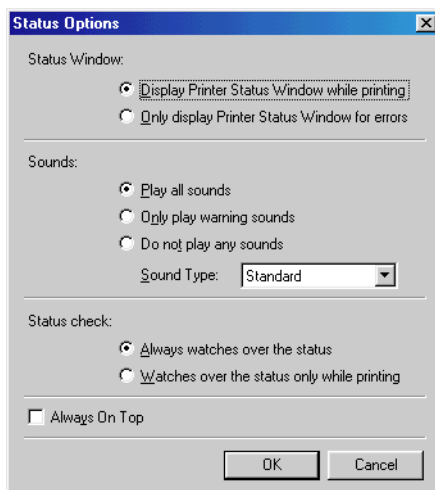 Status Options
Status Window:
Display Printer Status Window while printing
Only display Printer Status Window for errors
Sounds:
Play all sounds
Only play warning sounds
Do not play any sounds
Sound Type: Standard
Status check:
Always watches over the status
Watches over the status only while printing
Always On Top
OK Cancel